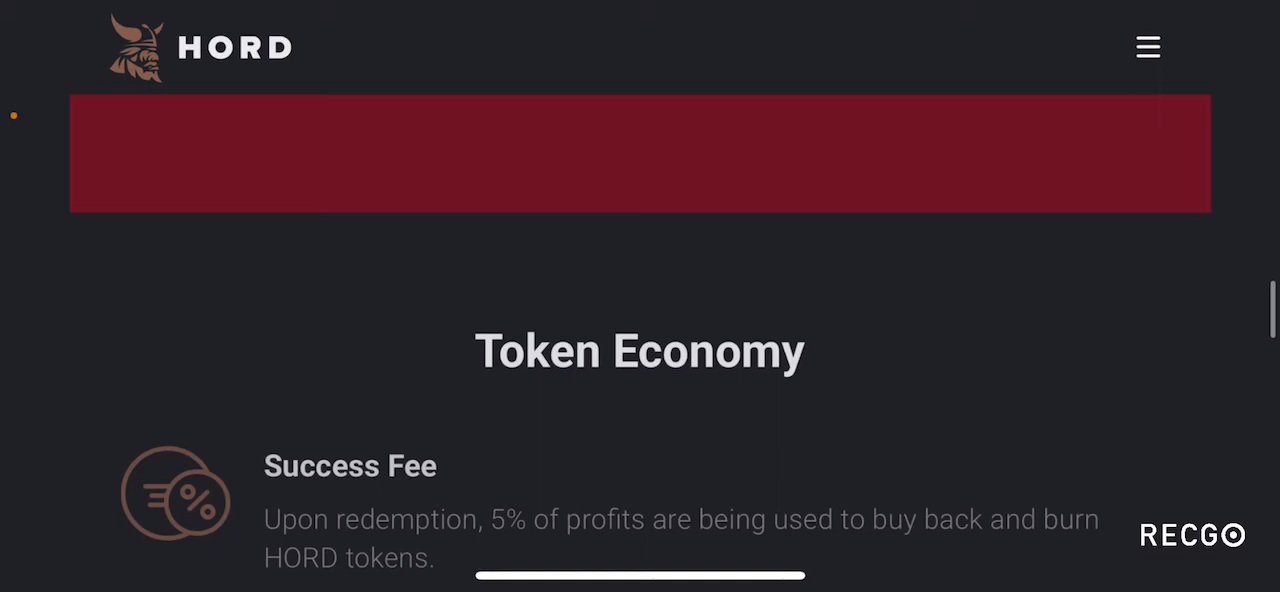 HORD
Token Economy
Success Fee
Upon redemption, 5% of profits are being used to buy back and burn
HORD tokens.
RECGO